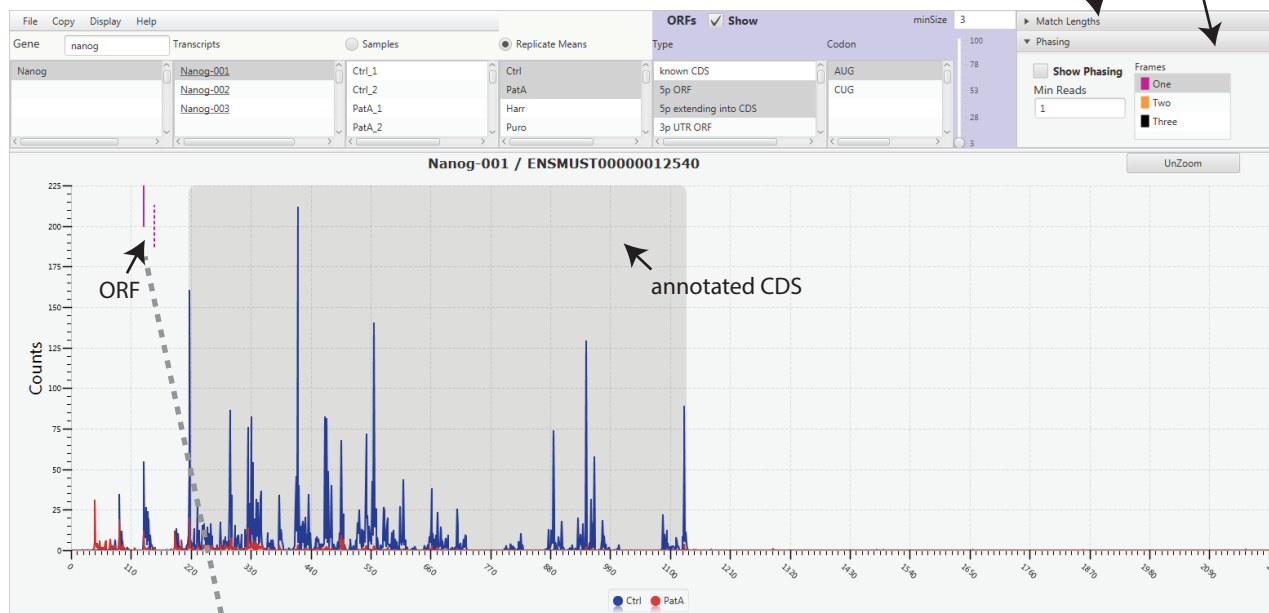 File Copy Display Help
ORFs Show minSize 3
Match Lengths
Gene nanog Transcripts Samples Replicate Means Type Codon 100
Phasing
Nanog Nanog-001 Ctrl_1 Ctrl known CDS AUG 78
Show Phasing Frames
Nanog-002 Ctrl_2 PatA 5p ORF CUG 53
Min Reads One
Nanog-003 PatA_1 Harr 5p extending into CDS 28
1 Two
PatA_2 Puro 3p UTR ORF 3
Three
Nanog-001 / ENSMUST00000012540 UnZoom
225
200
175
150
125
100
75
50
25
0
Counts
ORF
annotated CDS
0 110 220 330 440 550 660 770 880 990 1100 1210 1320 1430 1540 1650 1760 1870 1980 2090
Ctrl PatA